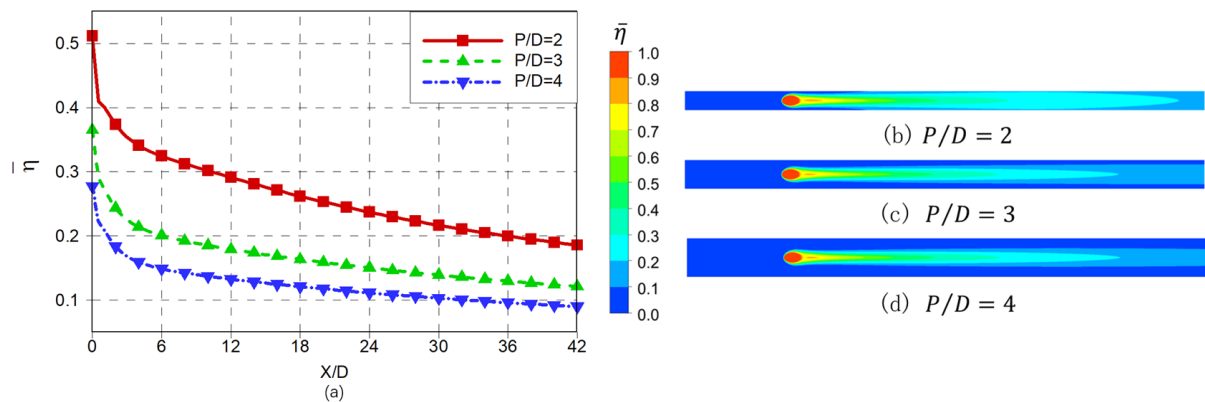 0.5
0.4
0.3
0.2
0.1
η̄
P/D=2
P/D=3
P/D=4
0 6 12 18 24 30 36 42
X/D
(a)
η̄
1.0
0.9
0.8
0.7
0.6
0.5
0.4
0.3
0.2
0.1
0.0
(b) P/D = 2
(c) P/D = 3
(d) P/D = 4